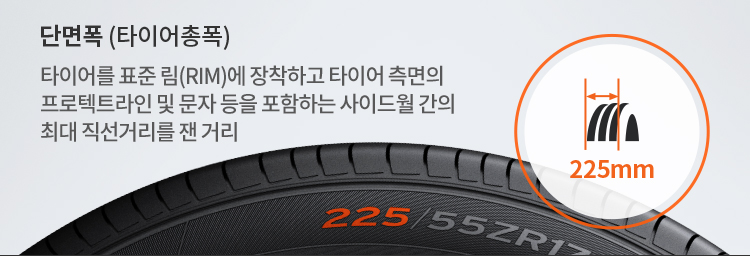 단면폭 (타이어총폭)
타이어를 표준 림(RIM)에 장착하고 타이어 측면의
프로텍트라인 및 문자 등을 포함하는 사이드월 간의
최대 직선거리를 잰 거리
225mm
225/55ZR17